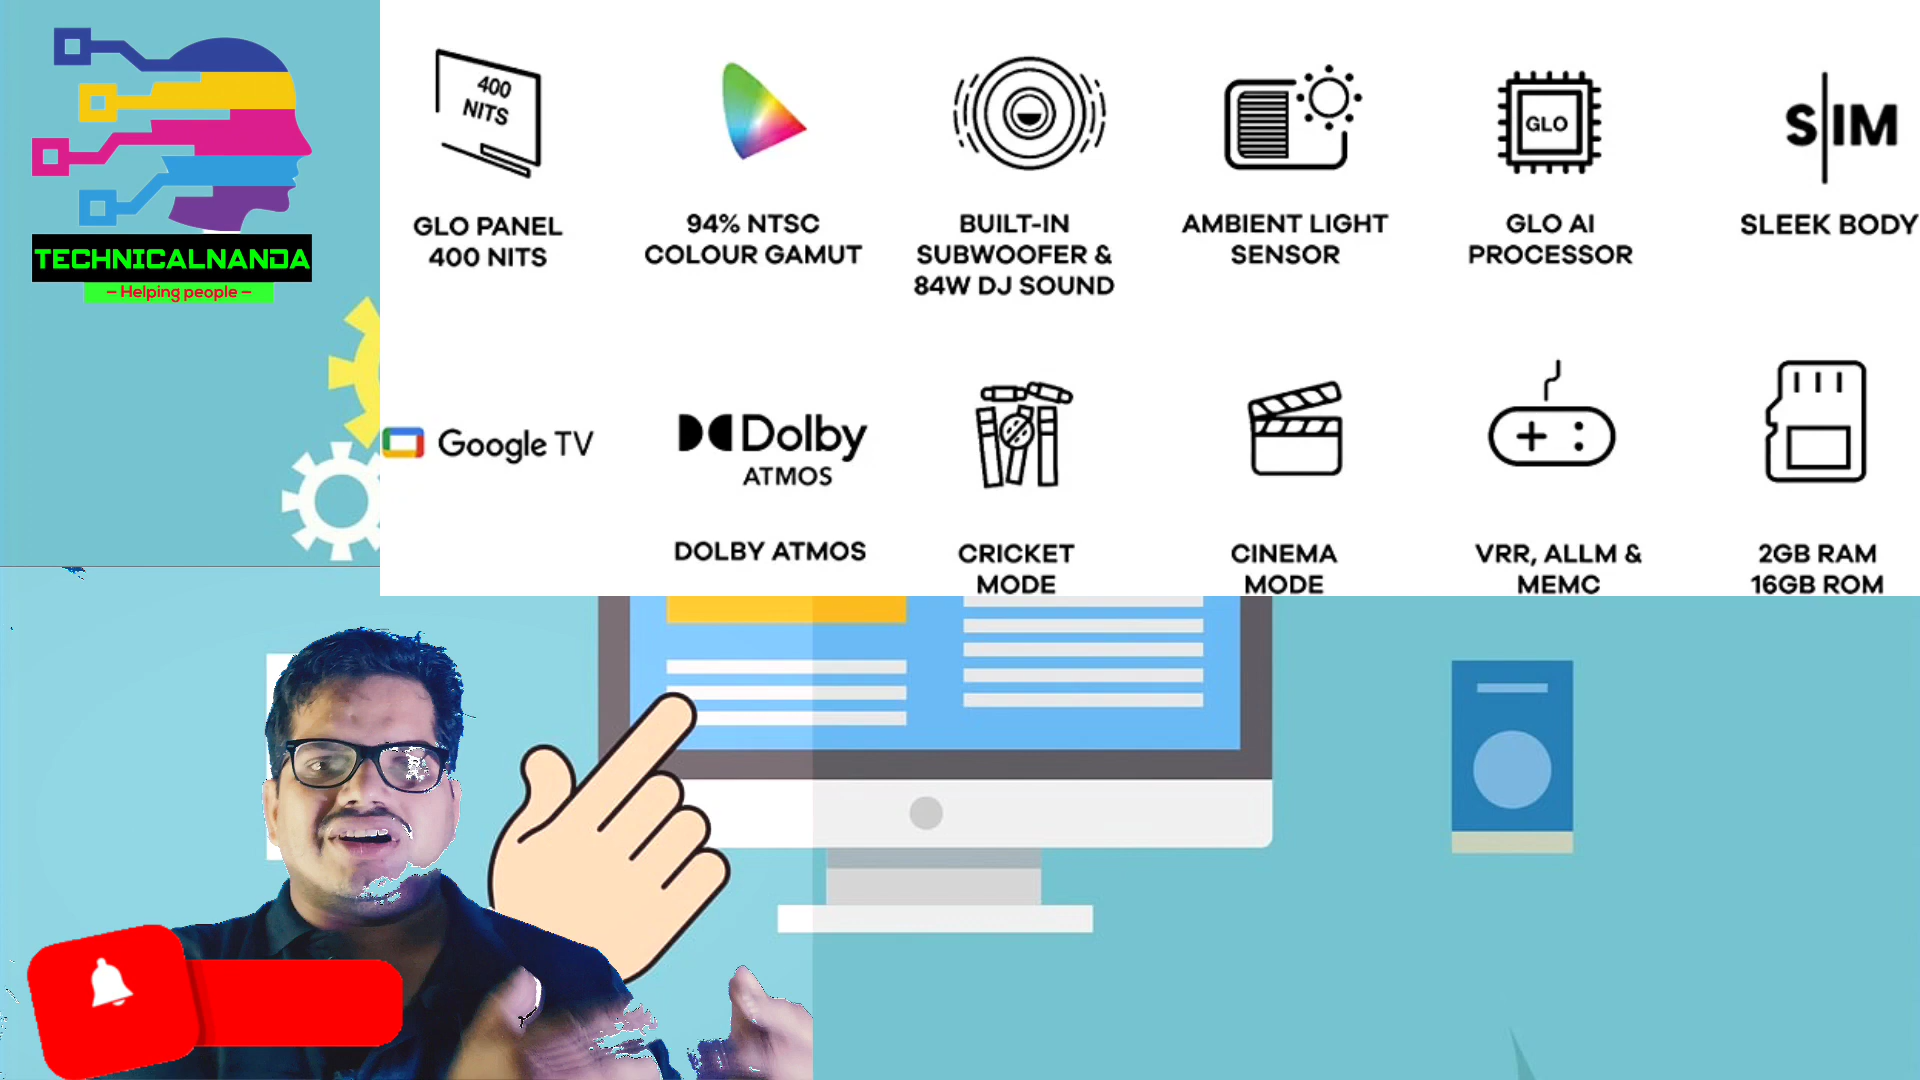 TECHNICALNANDA
– Helping people –
400
NITS
GLO PANEL
400 NITS
94% NTSC
COLOUR GAMUT
BUILT-IN
SUBWOOFER &
84W DJ SOUND
AMBIENT LIGHT
SENSOR
GLO
GLO AI
PROCESSOR
S|IM
SLEEK BODY
Google TV
Dolby
ATMOS
DOLBY ATMOS
CRICKET
MODE
CINEMA
MODE
VRR, ALLM &
MEMC
2GB RAM
16GB ROM